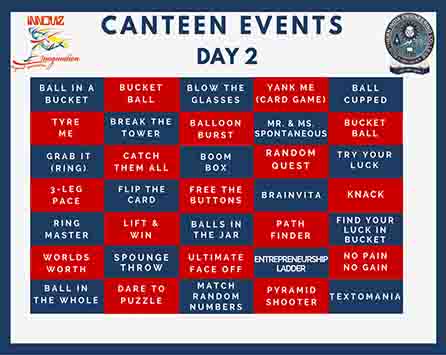 INNOVIZ
Imagination
CANTEEN EVENTS
DAY 2
BALL IN A
BUCKET
BUCKET
BALL
BLOW THE
GLASSES
YANK ME
(CARD GAME)
BALL
CUPPED
TYRE
ME
BREAK THE
TOWER
BALLOON
BURST
MR. & MS.
SPONTANEOUS
BUCKET
BALL
GRAB IT
(RING)
CATCH
THEM ALL
BOOM
BOX
RANDOM
QUEST
TRY YOUR
LUCK
3-LEG
PACE
FLIP THE
CARD
FREE THE
BUTTONS
BRAINVITA
KNACK
RING
MASTER
LIFT &
WIN
BALLS IN
THE JAR
PATH
FINDER
FIND YOUR
LUCK IN
BUCKET
WORLDS
WORTH
SPOUNGE
THROW
ULTIMATE
FACE OFF
ENTREPRENEURSHIP
LADDER
NO PAIN
NO GAIN
BALL IN
THE WHOLE
DARE TO
PUZZLE
MATCH
RANDOM
NUMBERS
PYRAMID
SHOOTER
TEXTOMANIA